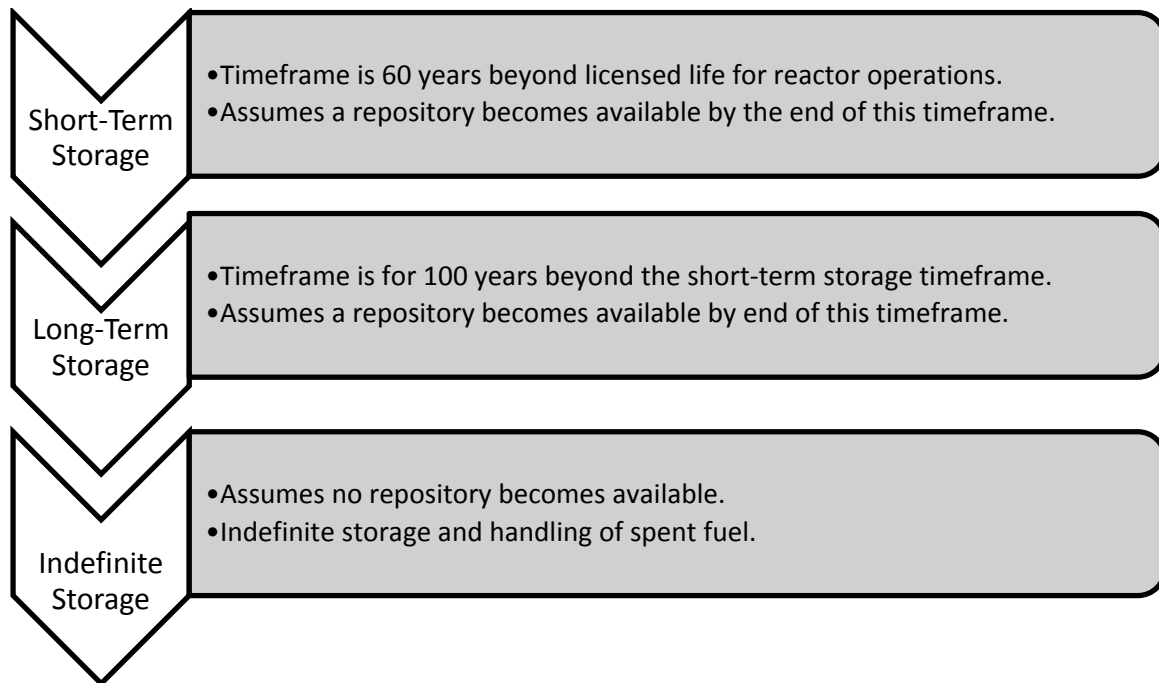 Short-Term
Storage
•Timeframe is 60 years beyond licensed life for reactor operations.
•Assumes a repository becomes available by the end of this timeframe.
Long-Term
Storage
•Timeframe is for 100 years beyond the short-term storage timeframe.
•Assumes a repository becomes available by end of this timeframe.
Indefinite
Storage
•Assumes no repository becomes available.
•Indefinite storage and handling of spent fuel.